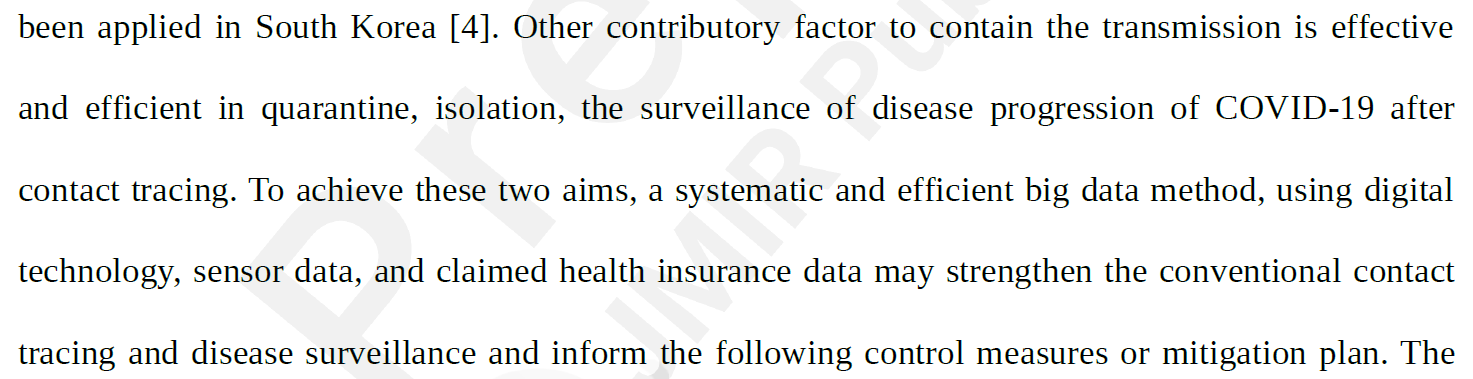 been applied in South Korea [4]. Other contributory factor to contain the transmission is effective
and efficient in quarantine, isolation, the surveillance of disease progression of COVID-19 after
contact tracing. To achieve these two aims, a systematic and efficient big data method, using digital
technology, sensor data, and claimed health insurance data may strengthen the conventional contact
tracing and disease surveillance and inform the following control measures or mitigation plan. The